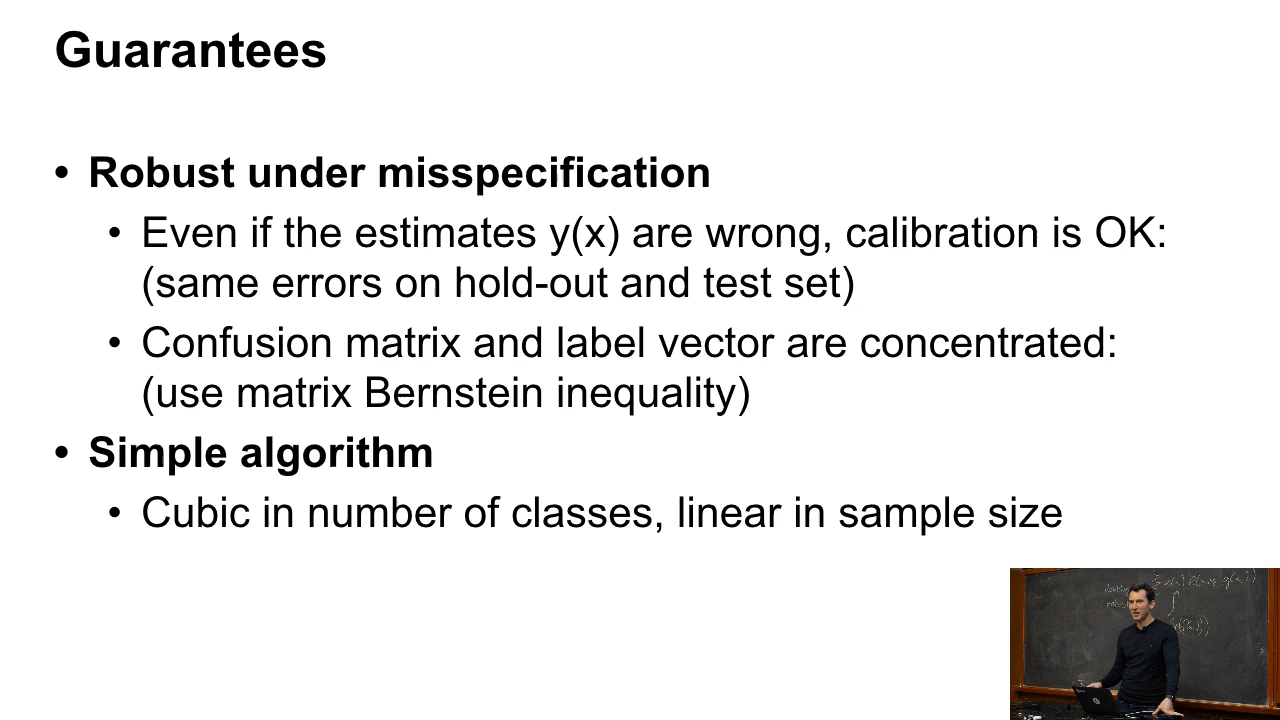 Guarantees
• Robust under misspecification
• Even if the estimates y(x) are wrong, calibration is OK:
(same errors on hold-out and test set)
• Confusion matrix and label vector are concentrated:
(use matrix Bernstein inequality)
• Simple algorithm
• Cubic in number of classes, linear in sample size